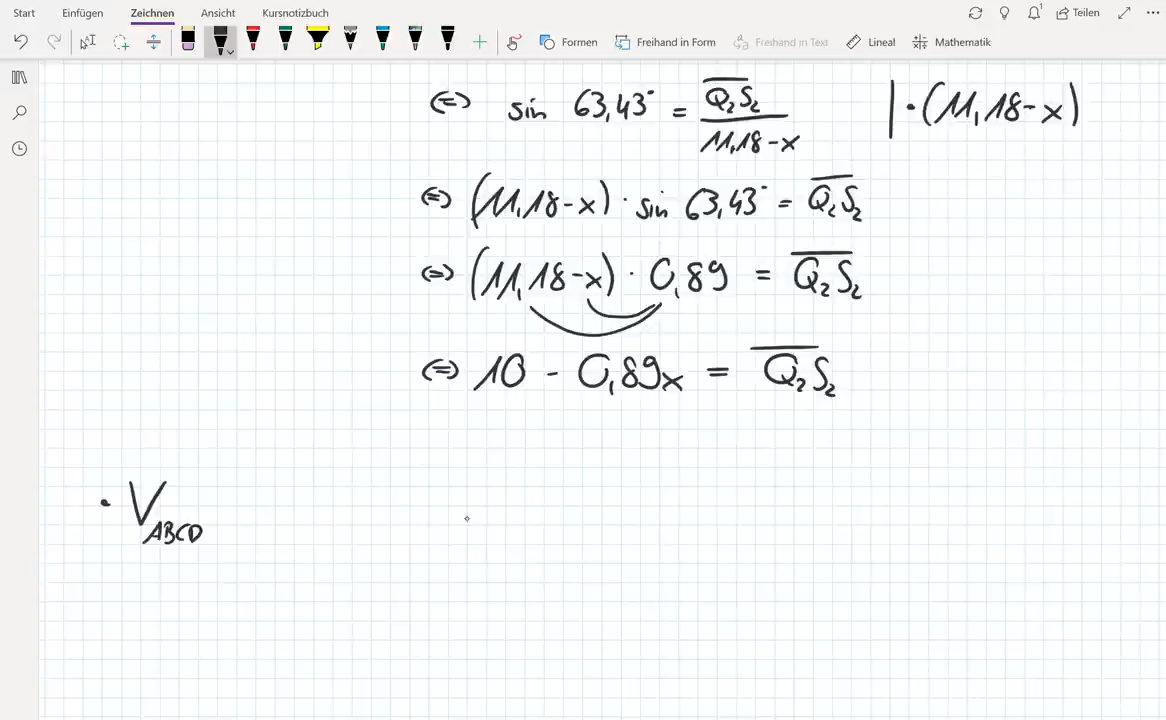 Start Einfügen Zeichnen Ansicht Kursnotizbuch Teilen
Formen Freihand in Form Freihand in Text Lineal Mathematik
⇔ sin 63,43° = Q₂S₂ / 11,18-x | · (11,18-x)
⇔ (11,18-x) · sin 63,43° = Q₂S₂
⇔ (11,18-x) · 0,89 = Q₂S₂
⇔ 10 - 0,89x = Q₂S₂
• V ABCD